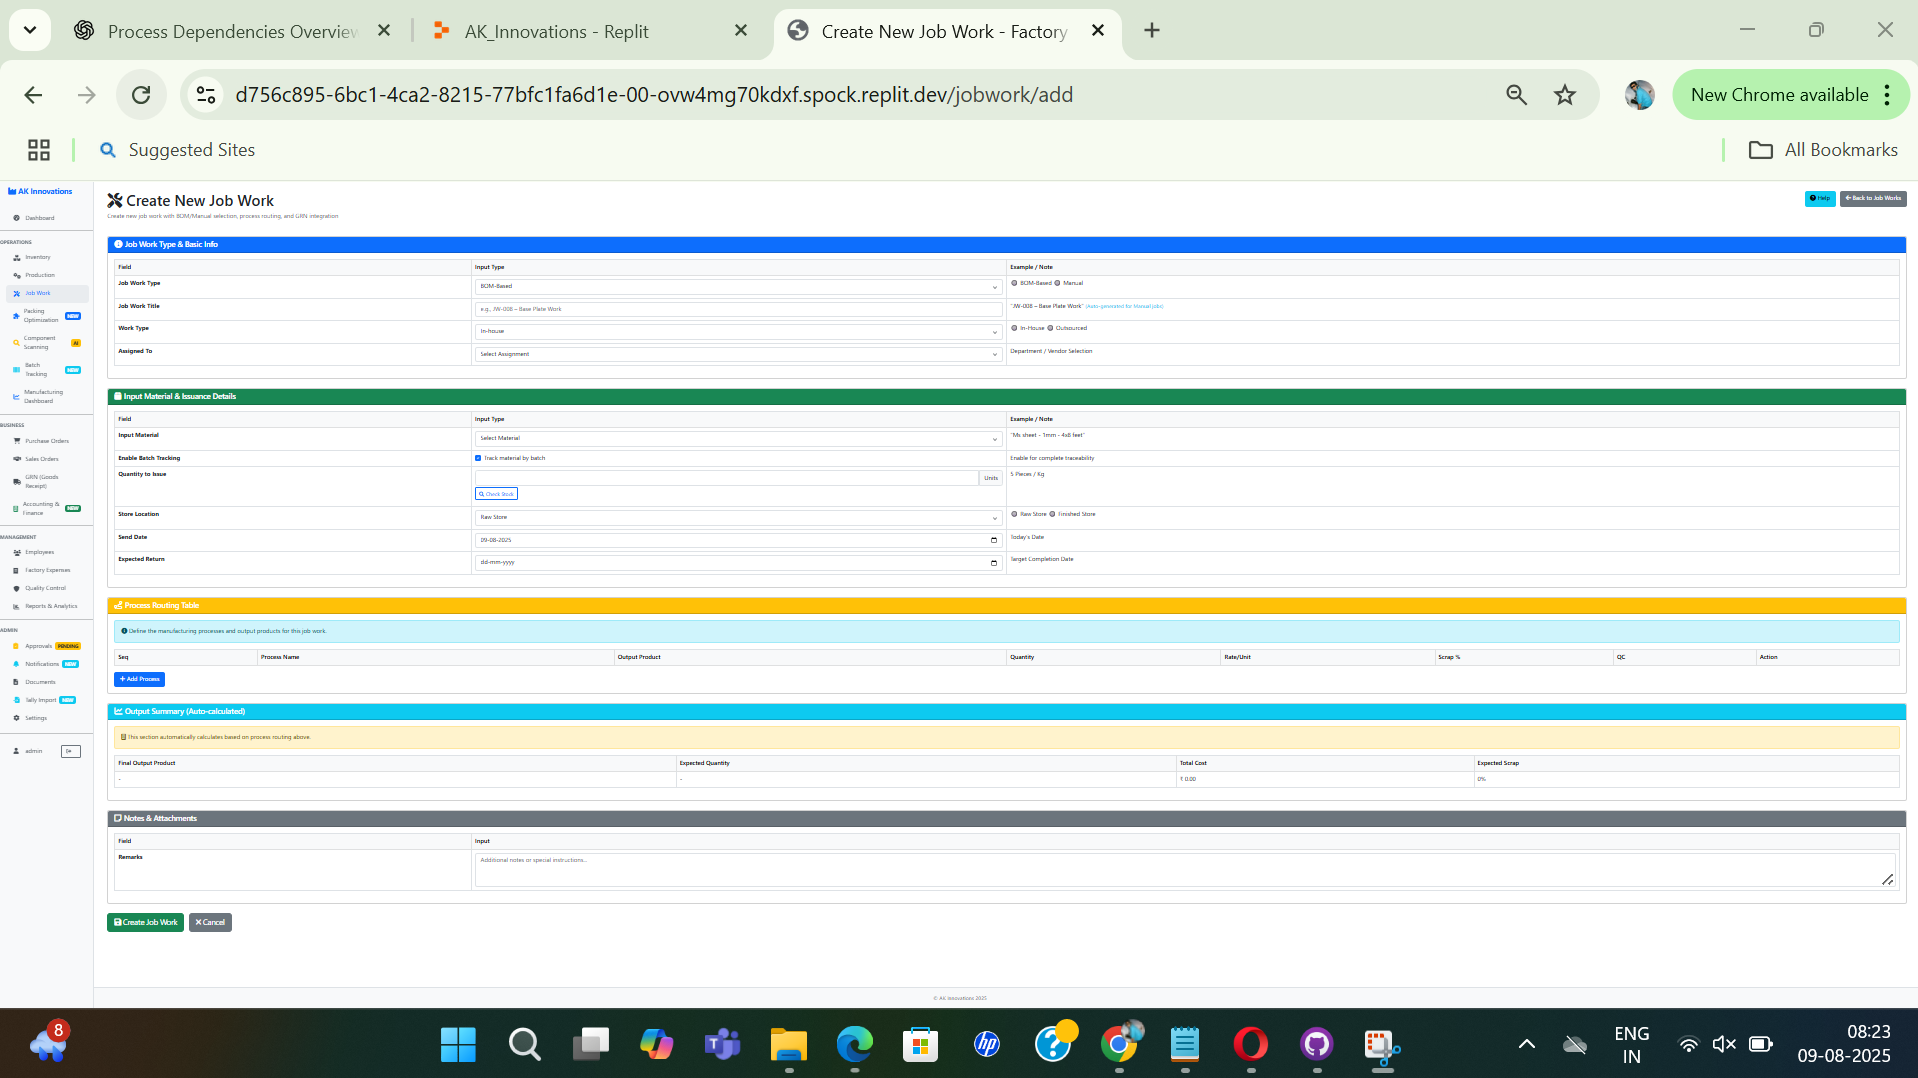 Process Dependencies Overview
AK_Innovations - Replit
Create New Job Work - Factory
d756c895-6bc1-4ca2-8215-77bfc1fa6d1e-00-ovw4mg70kdxf.spock.replit.dev/jobwork/add
New Chrome available
Suggested Sites
All Bookmarks
AK Innovations
Dashboard
OPERATIONS
Inventory
Production
Job Work
Packing Optimization NEW
Component Scanning AI
Batch Tracking NEW
Manufacturing Dashboard
BUSINESS
Purchase Orders
Sales Orders
GRN (Goods Receipt)
Accounting & Finance NEW
MANAGEMENT
Employees
Factory Expenses
Quality Control
Reports & Analytics
ADMIN
Approvals PENDING
Notifications NEW
Documents
Tally Import NEW
Settings
admin
Create New Job Work
Create new job work with BOM/Manual selection, process routing, and GRN integration
Help
Back to Job Works
Job Work Type & Basic Info
Field Input Type Example / Note
Job Work Type BOM-Based BOM-Based Manual
Job Work Title e.g., JW-008 – Base Plate Work "JW-008 – Base Plate Work" (Auto-generated for Manual jobs)
Work Type In-house In-House Outsourced
Assigned To Select Assignment Department / Vendor Selection
Input Material & Issuance Details
Field Input Type Example / Note
Input Material Select Material "Ms sheet - 1mm - 4x8 feet"
Enable Batch Tracking Track material by batch Enable for complete traceability
Quantity to Issue Units 5 Pieces / Kg
Check Stock
Store Location Raw Store Raw Store Finished Store
Send Date 09-08-2025 Today's Date
Expected Return dd-mm-yyyy Target Completion Date
Process Routing Table
Define the manufacturing processes and output products for this job work.
Seq Process Name Output Product Quantity Rate/Unit Scrap % QC Action
+ Add Process
Output Summary (Auto-calculated)
This section automatically calculates based on process routing above.
Final Output Product Expected Quantity Total Cost Expected Scrap
- - ₹ 0.00 0%
Notes & Attachments
Field Input
Remarks Additional notes or special instructions...
Create Job Work
Cancel
© AK Innovations 2025
8
ENG
IN
08:23
09-08-2025